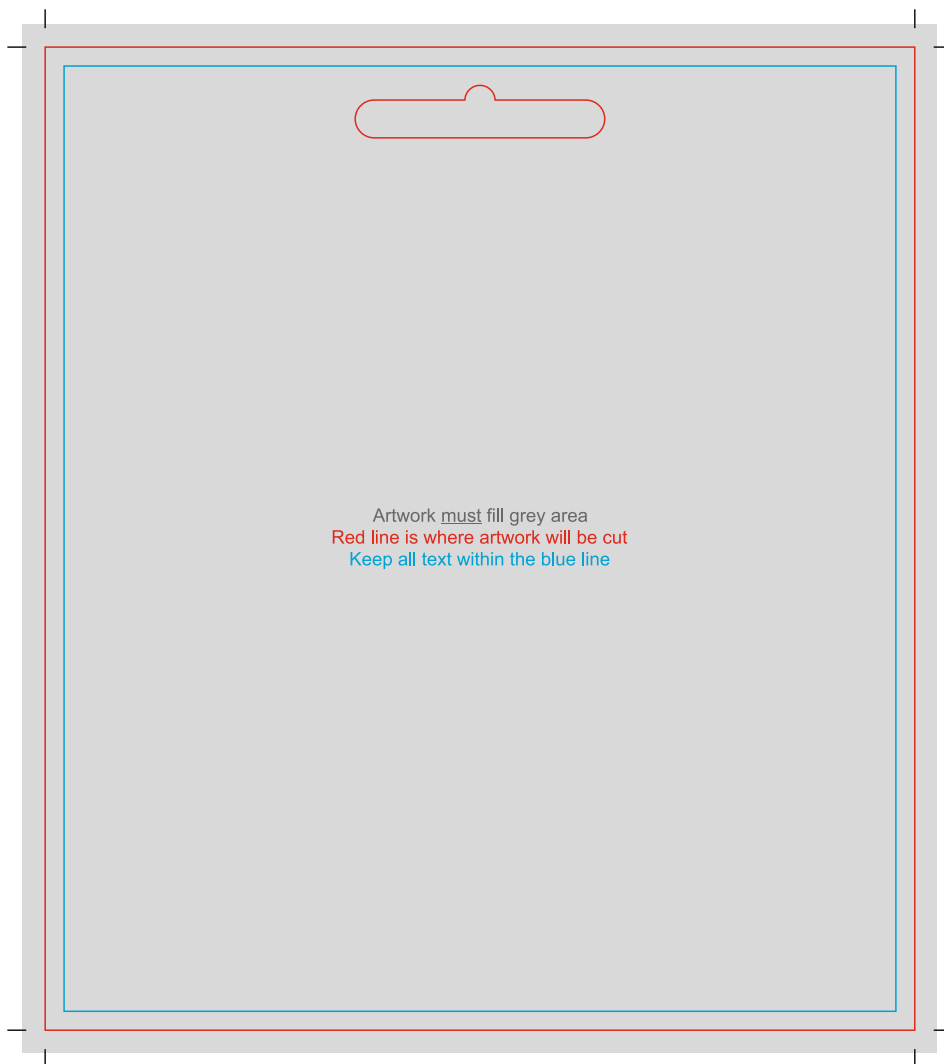 Artwork must fill grey area
Red line is where artwork will be cut
Keep all text within the blue line